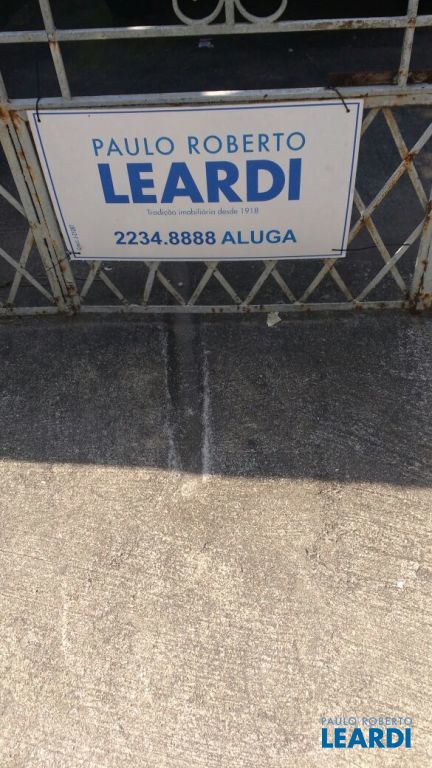 PAULO ROBERTO
LEARDI
Tradição imobiliária desde 1918
2234.8888 ALUGA
PAULO ROBERTO
LEARDI